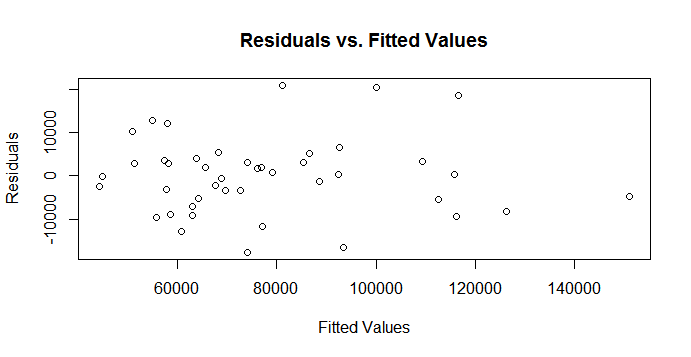 Residuals vs. Fitted Values
Residuals
10000
0
-10000
60000 80000 100000 120000 140000
Fitted Values